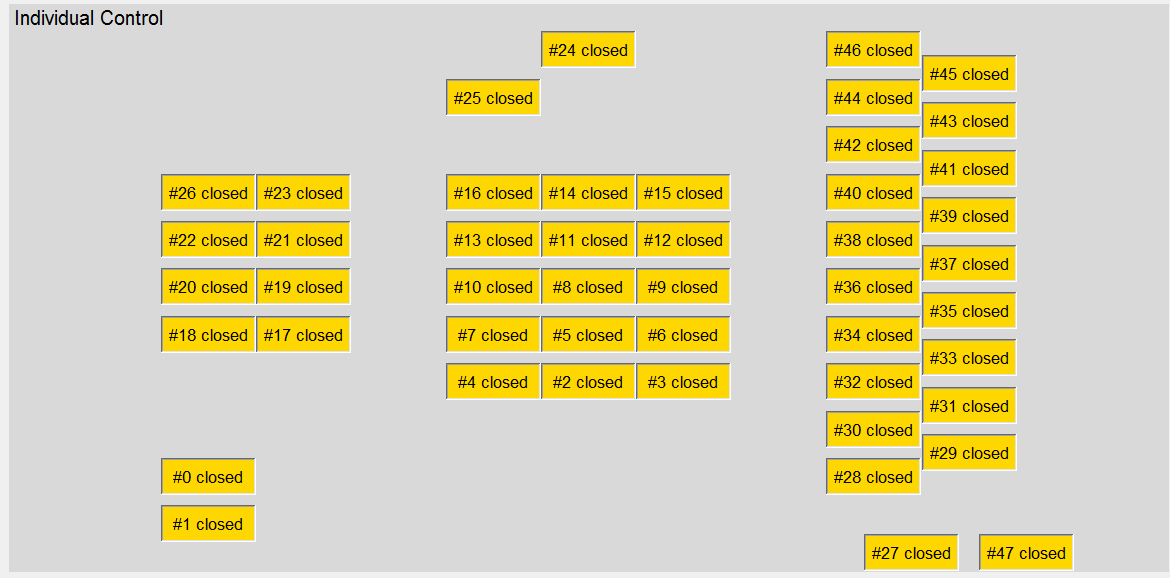 Individual Control
#24 closed
#46 closed
#45 closed
#25 closed
#44 closed
#43 closed
#42 closed
#41 closed
#26 closed #23 closed
#16 closed #14 closed #15 closed
#40 closed
#39 closed
#22 closed #21 closed
#13 closed #11 closed #12 closed
#38 closed
#37 closed
#20 closed #19 closed
#10 closed #8 closed #9 closed
#36 closed
#35 closed
#18 closed #17 closed
#7 closed #5 closed #6 closed
#34 closed
#33 closed
#4 closed #2 closed #3 closed
#32 closed
#31 closed
#30 closed
#29 closed
#0 closed
#28 closed
#1 closed
#27 closed #47 closed